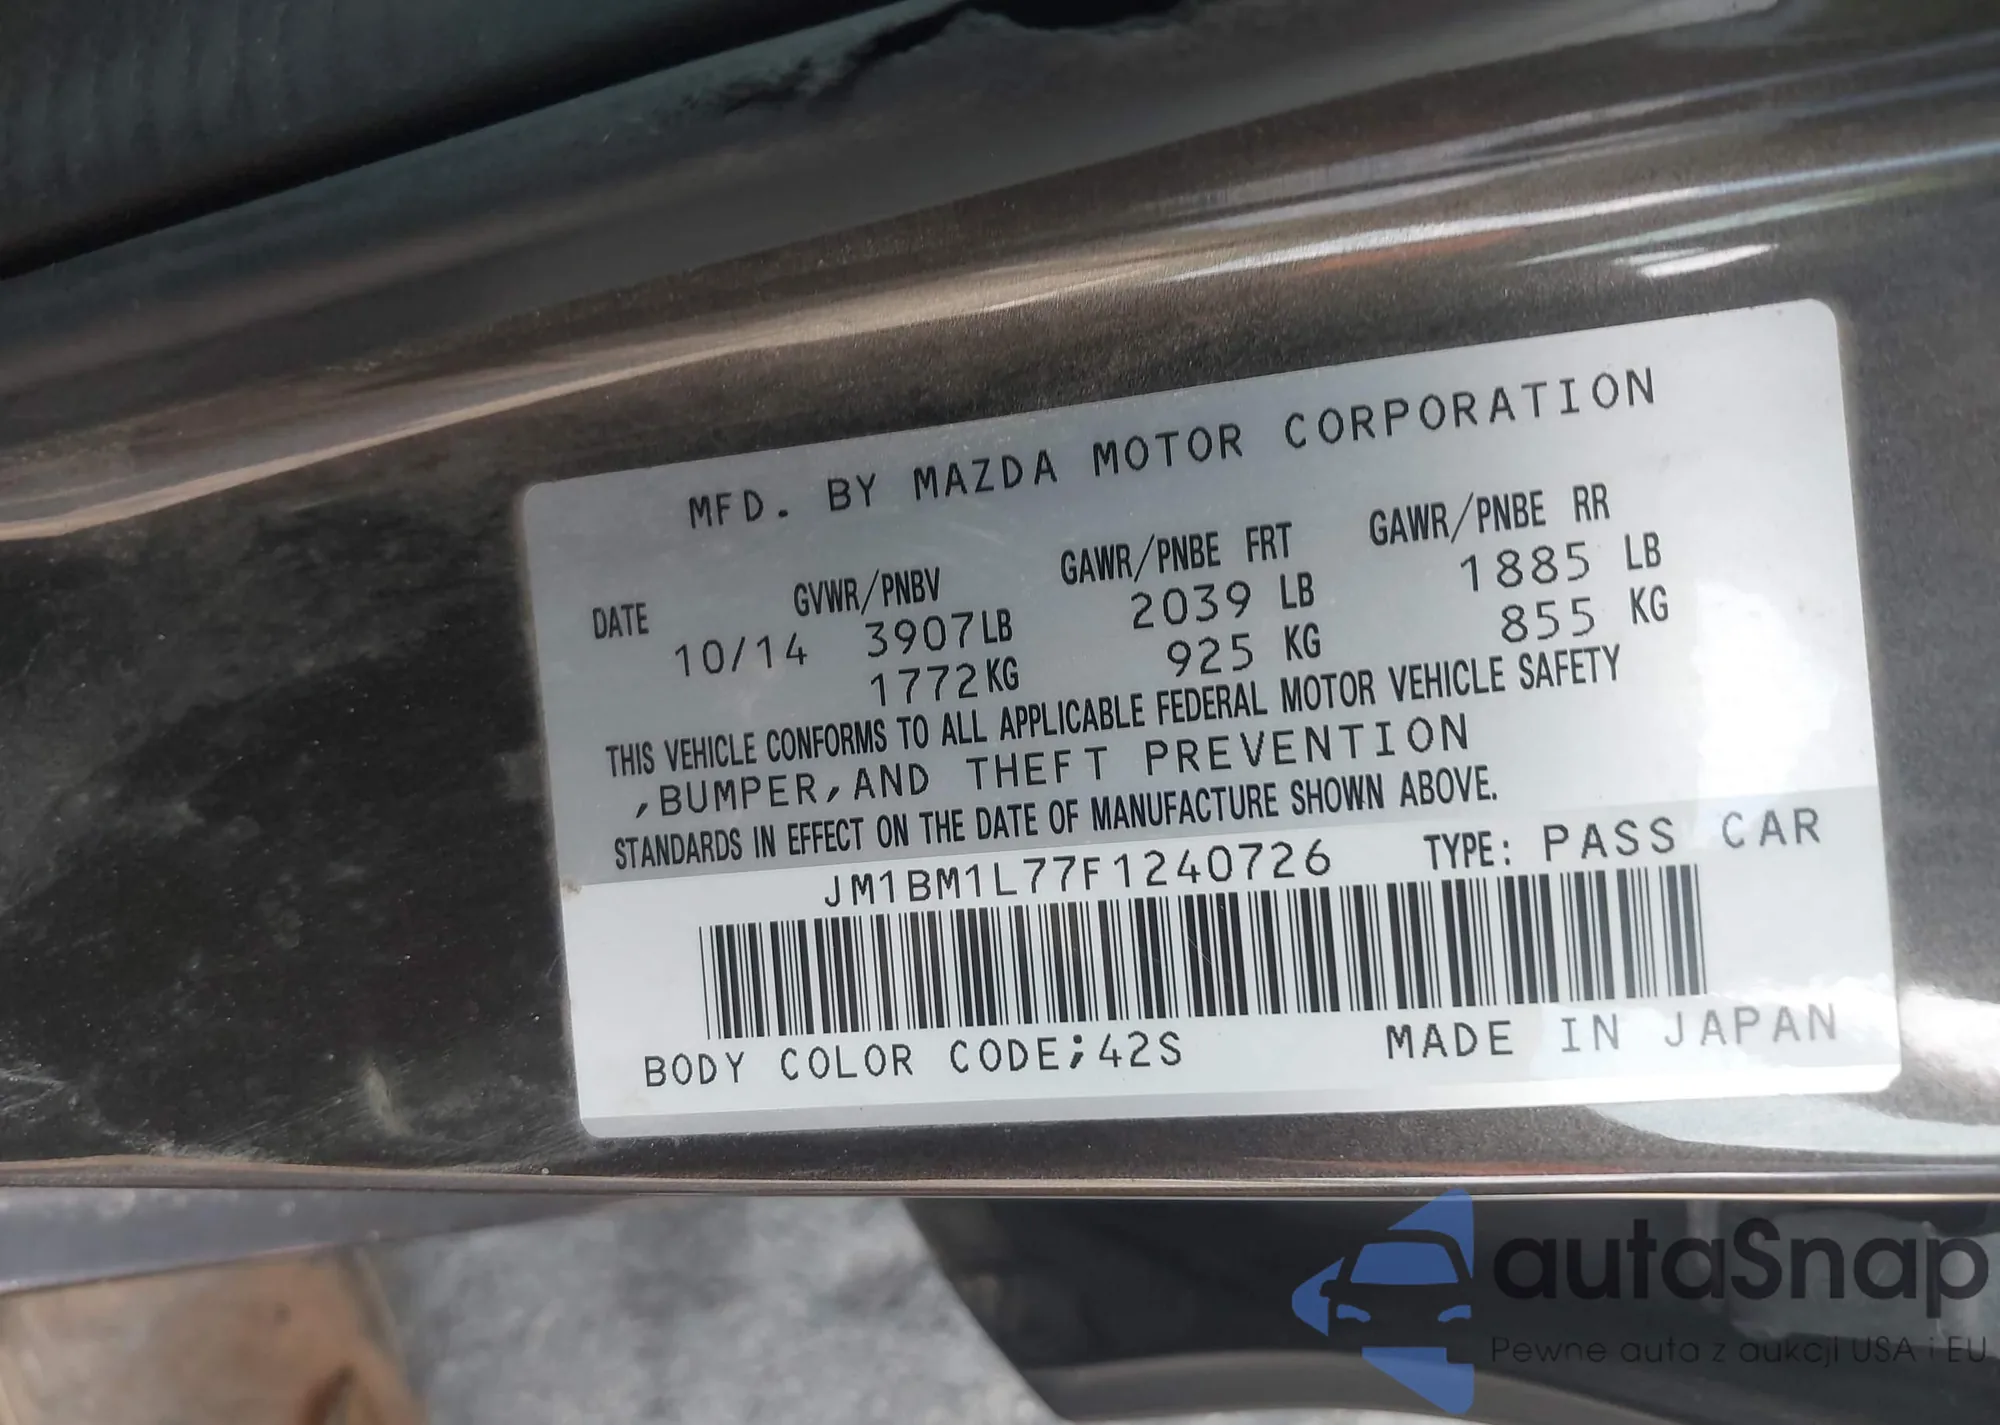 MFD. BY MAZDA MOTOR CORPORATION
DATE GVWR/PNBV GAWR/PNBE FRT GAWR/PNBE RR
10/14 3907LB 2039 LB 1885 LB
1772KG 925 KG 855 KG
THIS VEHICLE CONFORMS TO ALL APPLICABLE FEDERAL MOTOR VEHICLE SAFETY
,BUMPER,AND THEFT PREVENTION
STANDARDS IN EFFECT ON THE DATE OF MANUFACTURE SHOWN ABOVE.
JM1BM1L77F1240726 TYPE: PASS CAR
BODY COLOR CODE;42S MADE IN JAPAN
autaSnap
Pewne auta z aukcji USA i EU